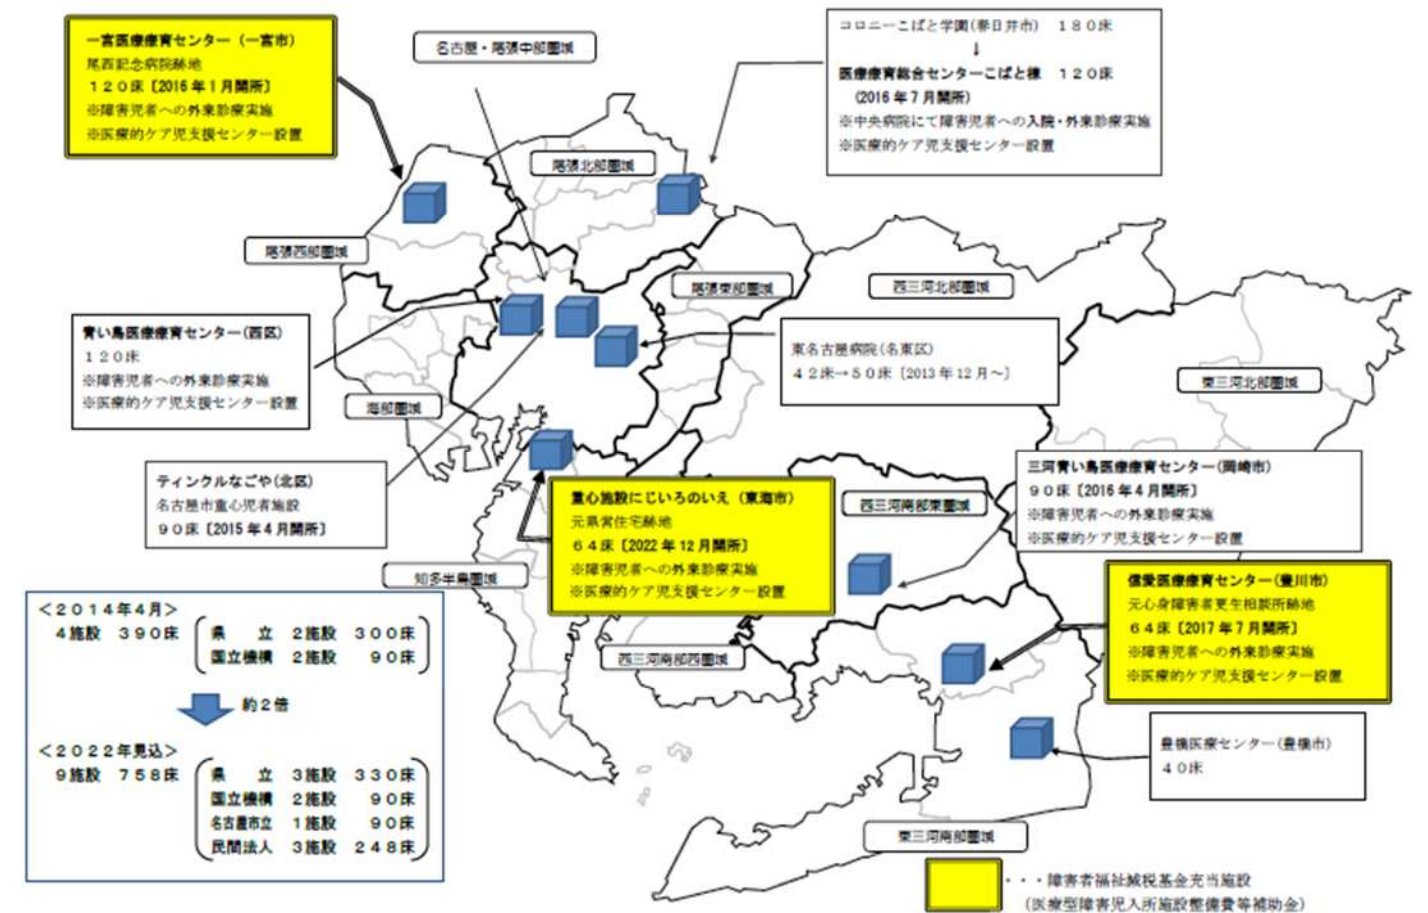 一宮医療療育センター（一宮市）
尾西記念病院跡地
１２０床〔2016年1月開所〕
※障害児者への外来診療実施
※医療的ケア児支援センター設置
名古屋・尾張中部圏域
コロニーこばと学園(春日井市)　１８０床
↓
医療療育総合センターこばと棟　１２０床
(2016年7月開所)
※中央病院にて障害児者への入院・外来診療実施
※医療的ケア児支援センター設置
尾張北部圏域
尾張西部圏域
尾張東部圏域
西三河北部圏域
青い鳥医療療育センター(西区)
１２０床
※障害児者への外来診療実施
※医療的ケア児支援センター設置
東名古屋病院(名東区)
４２床→５０床〔2013年12月～〕
東三河北部圏域
海部圏域
ティンクルなごや(北区)
名古屋市重心児者施設
９０床〔2015年4月開所〕
重心施設にじいろのいえ（東海市）
元県営住宅跡地
６４床〔2022年12月開所〕
※障害児者への外来診療実施
※医療的ケア児支援センター設置
西三河南部東圏域
三河青い鳥医療療育センター(岡崎市)
９０床〔2016年4月開所〕
※障害児者への外来診療実施
※医療的ケア児支援センター設置
知多半島圏域
信愛医療療育センター(豊川市)
元心身障害者更生相談所跡地
６４床〔2017年7月開所〕
※障害児者への外来診療実施
※医療的ケア児支援センター設置
西三河南部西圏域
＜２０１４年４月＞
４施設　３９０床
県　　立　２施設　３００床
国立機構　２施設　　９０床
約２倍
＜２０２２年見込＞
９施設　７５８床
県　　立　３施設　３３０床
国立機構　２施設　　９０床
名古屋市立　１施設　　９０床
民間法人　３施設　２４８床
豊橋医療センター(豊橋市)
４０床
東三河南部圏域
・・・障害者福祉減税基金充当施設
（医療型障害児入所施設整備費等補助金）